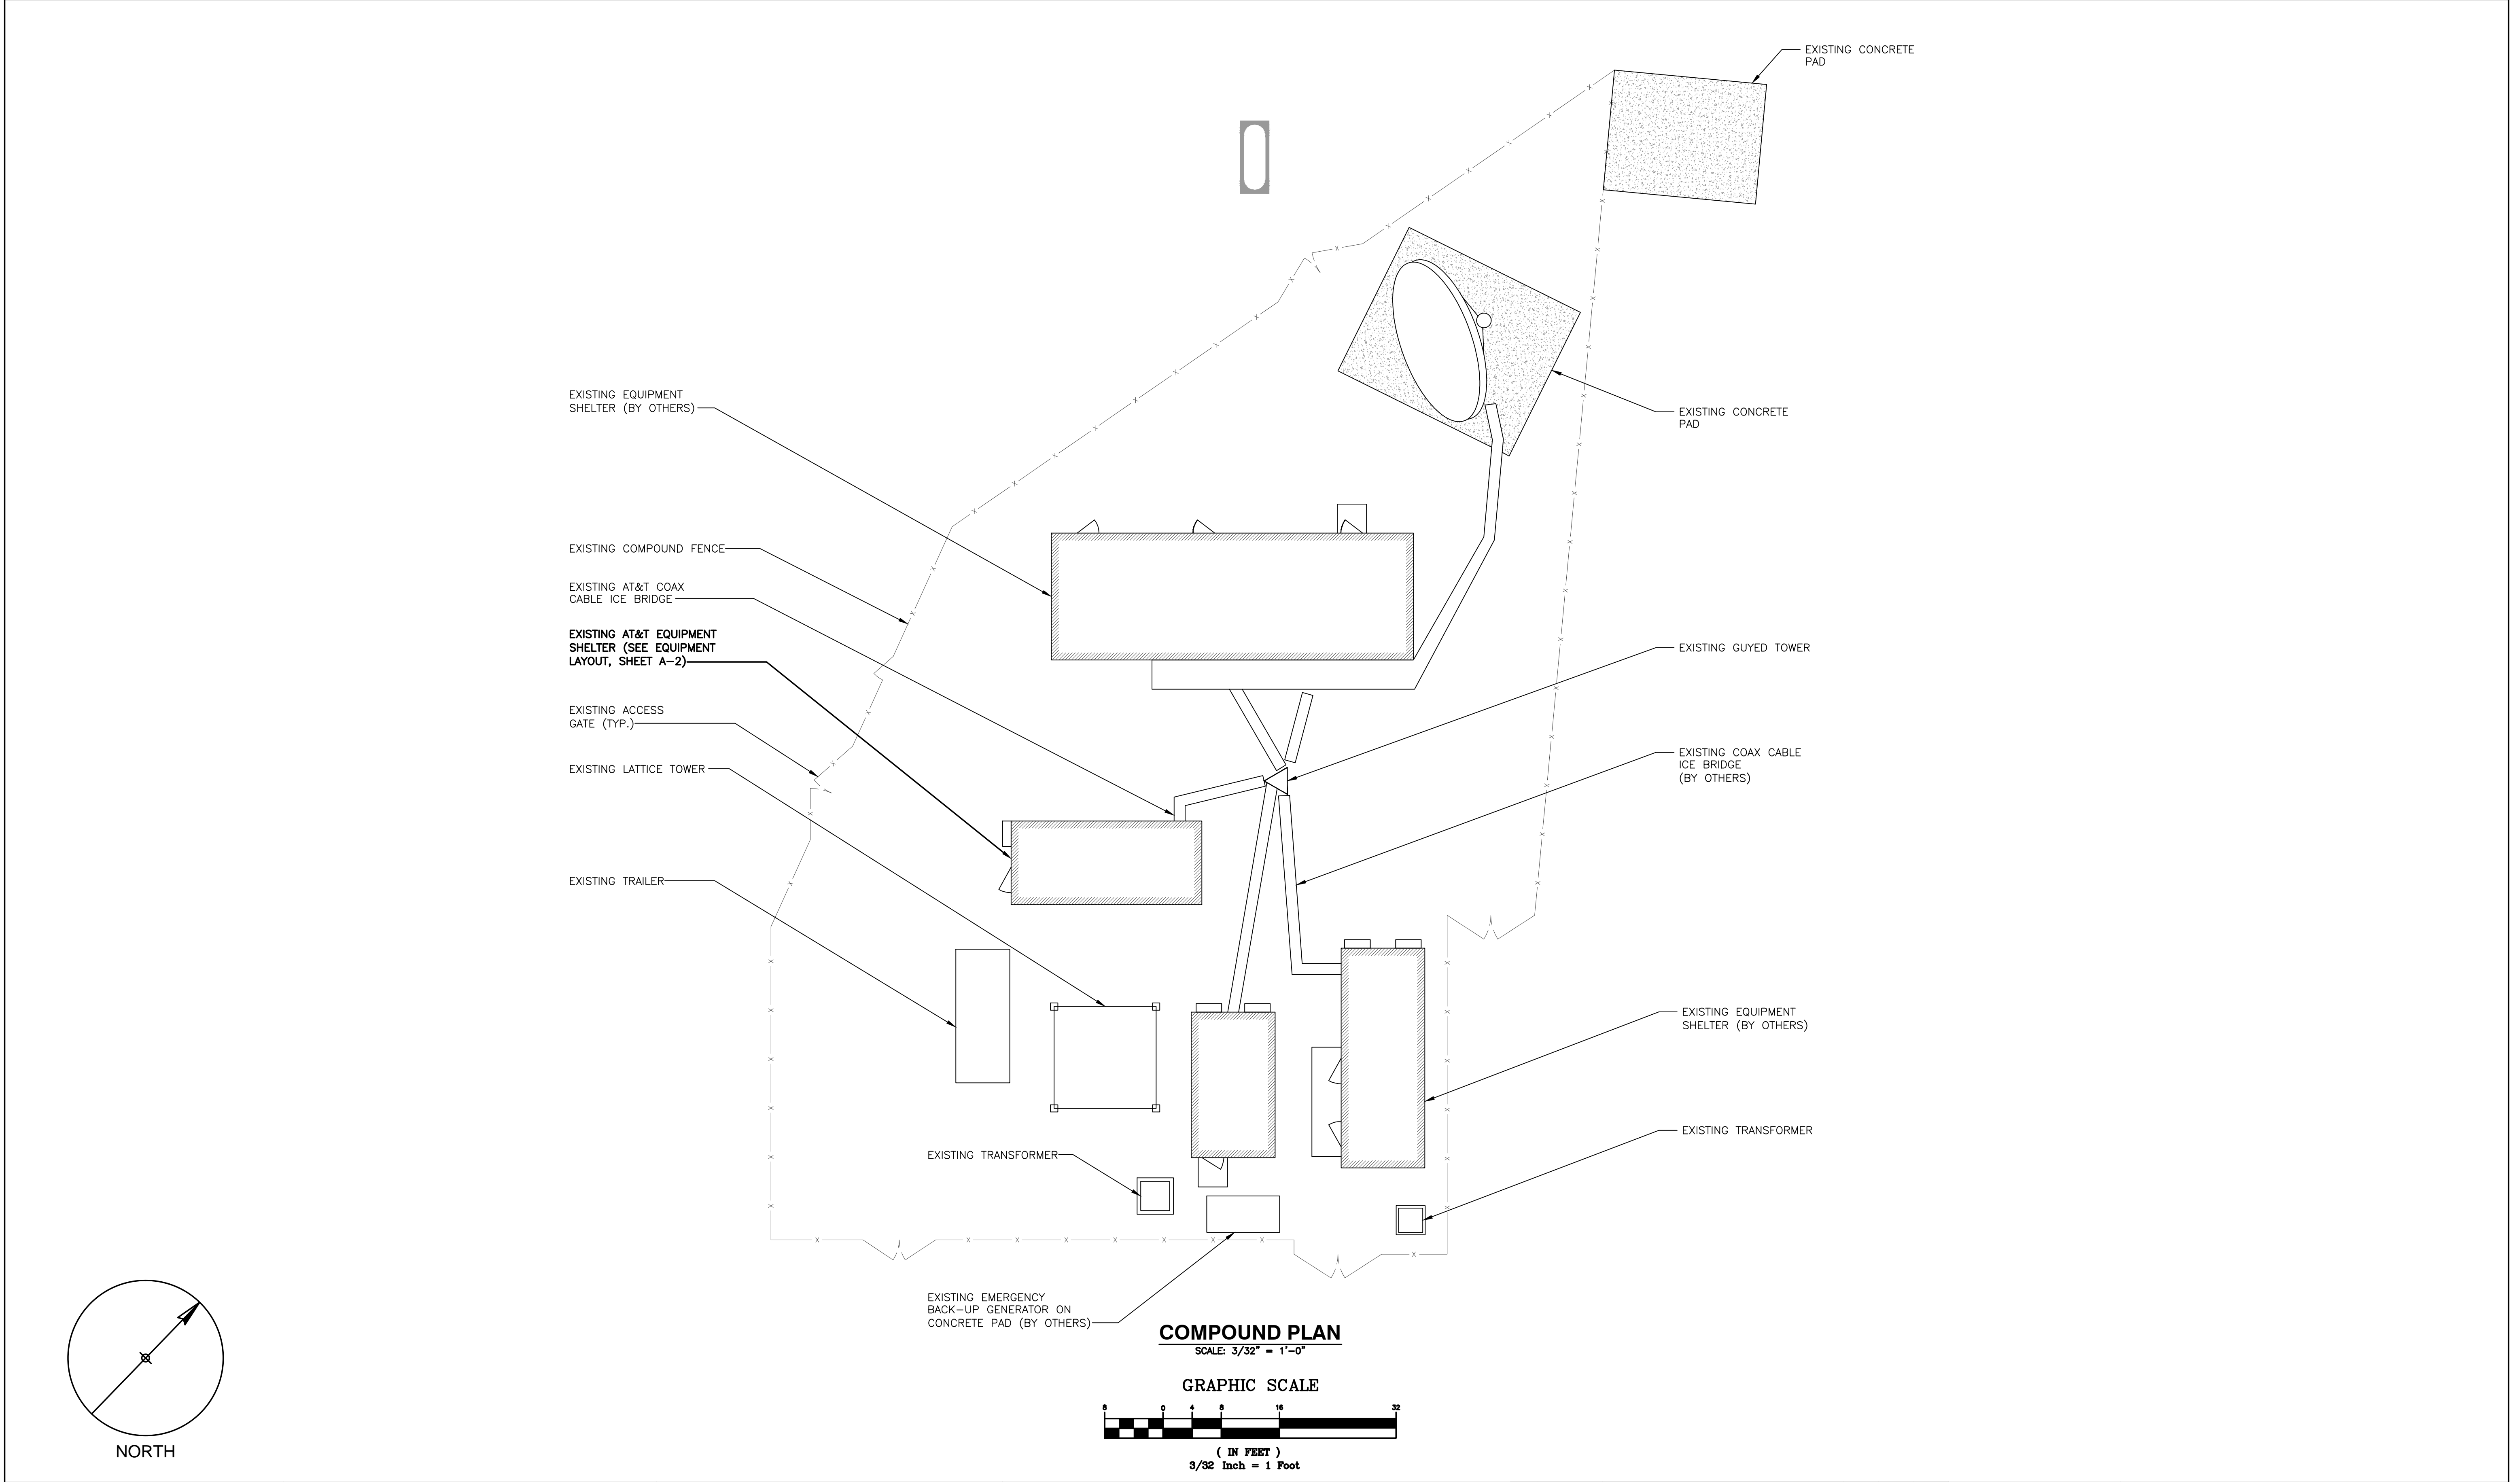 EXISTING CONCRETE
PAD
EXISTING EQUIPMENT
SHELTER (BY OTHERS)
EXISTING CONCRETE
PAD
EXISTING COMPOUND FENCE
EXISTING AT&T COAX
CABLE ICE BRIDGE
EXISTING AT&T EQUIPMENT
SHELTER (SEE EQUIPMENT
LAYOUT, SHEET A-2)
EXISTING GUYED TOWER
EXISTING ACCESS
GATE (TYP.)
EXISTING COAX CABLE
ICE BRIDGE
(BY OTHERS)
EXISTING LATTICE TOWER
EXISTING TRAILER
EXISTING EQUIPMENT
SHELTER (BY OTHERS)
EXISTING TRANSFORMER
EXISTING TRANSFORMER
EXISTING EMERGENCY
BACK-UP GENERATOR ON
CONCRETE PAD (BY OTHERS)
COMPOUND PLAN
SCALE: 3/32" = 1'-0"
GRAPHIC SCALE
8 0 4 8 16 32
( IN FEET )
3/32 Inch = 1 Foot
NORTH